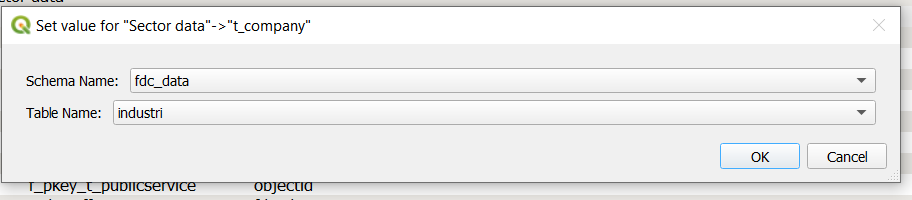 Set value for "Sector data"->"t_company"
Schema Name: fdc_data
Table Name: industri
OK Cancel
f_pkey_t_publicservice objectid